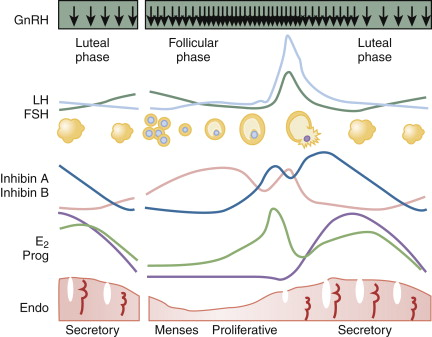 GnRH
Luteal
phase
Follicular
phase
Luteal
phase
LH
FSH
Inhibin A
Inhibin B
E₂
Prog
Endo
Secretory
Menses
Proliferative
Secretory